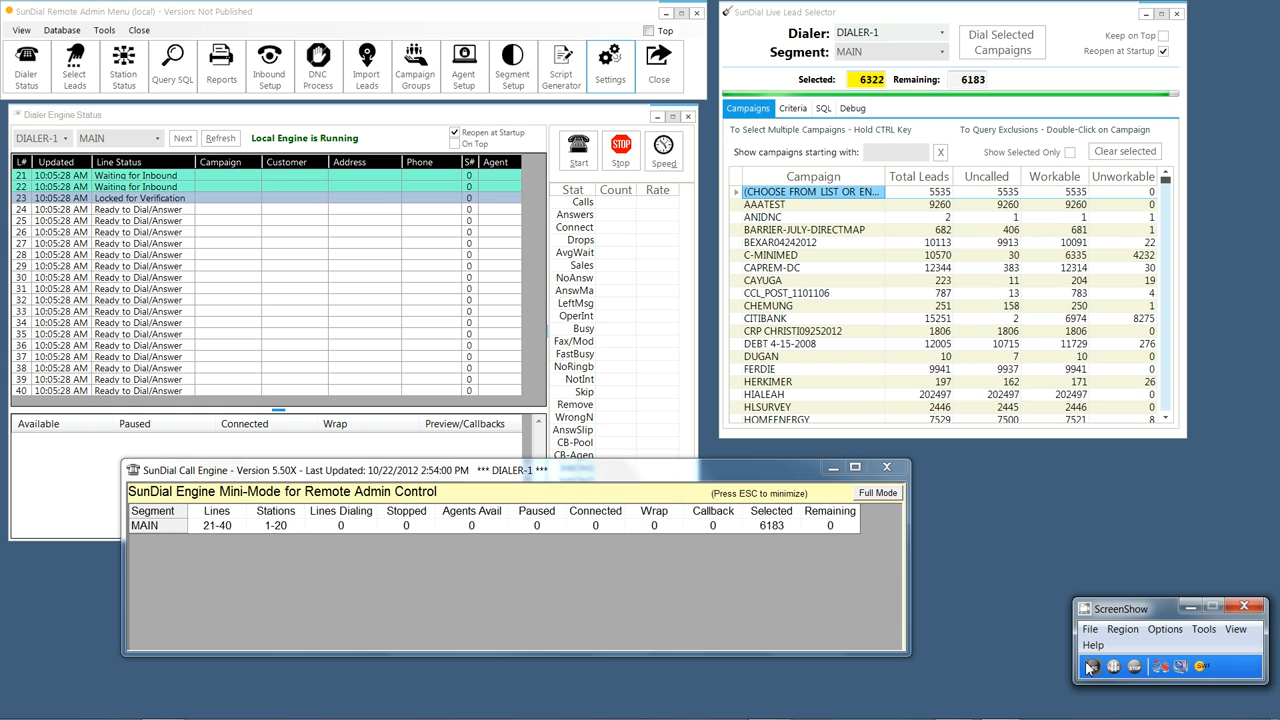 SunDial Remote Admin Menu (local) - Version: Not Published
View Database Tools Close Top
Dialer Status
Select Leads
Station Status
Query SQL
Reports
Inbound Setup
DNC Process
Import Leads
Campaign Groups
Agent Setup
Segment Setup
Script Generator
Settings
Close
Dialer Engine Status
DIALER-1 MAIN Next Refresh Local Engine is Running
Reopen at Startup
On Top
Start
STOP
Stop
Speed
L# Updated Line Status Campaign Customer Address Phone S# Agent
21 10:05:28 AM Waiting for Inbound 0
22 10:05:28 AM Waiting for Inbound 0
23 10:05:28 AM Locked for Verification 0
24 10:05:28 AM Ready to Dial/Answer 0
25 10:05:28 AM Ready to Dial/Answer 0
26 10:05:28 AM Ready to Dial/Answer 0
27 10:05:28 AM Ready to Dial/Answer 0
28 10:05:28 AM Ready to Dial/Answer 0
29 10:05:28 AM Ready to Dial/Answer 0
30 10:05:28 AM Ready to Dial/Answer 0
31 10:05:28 AM Ready to Dial/Answer 0
32 10:05:28 AM Ready to Dial/Answer 0
33 10:05:28 AM Ready to Dial/Answer 0
34 10:05:28 AM Ready to Dial/Answer 0
35 10:05:28 AM Ready to Dial/Answer 0
36 10:05:28 AM Ready to Dial/Answer 0
37 10:05:28 AM Ready to Dial/Answer 0
38 10:05:28 AM Ready to Dial/Answer 0
39 10:05:28 AM Ready to Dial/Answer 0
40 10:05:28 AM Ready to Dial/Answer 0
Stat Count Rate
Calls
Answers
Connect
Drops
AvgWait
Sales
NoAnsw
AnswMa
LeftMsg
OperInt
Busy
Fax/Mod
FastBusy
NoRingb
NotInt
Skip
Remove
WrongN
AnswSlip
CB-Pool
CB-Agen
Available Paused Connected Wrap Preview/Callbacks
SunDial Live Lead Selector
Dialer: DIALER-1
Segment: MAIN
Dial Selected Campaigns
Keep on Top
Reopen at Startup
Selected: 6322 Remaining: 6183
Campaigns Criteria SQL Debug
To Select Multiple Campaigns - Hold CTRL Key To Query Exclusions - Double-Click on Campaign
Show campaigns starting with: X Show Selected Only Clear selected
Campaign Total Leads Uncalled Workable Unworkable
(CHOOSE FROM LIST OR EN... 5535 5535 5535 0
AAATEST 9260 9260 9260 0
ANIDNC 2 1 1 1
BARRIER-JULY-DIRECTMAP 682 406 681 1
BEXAR04242012 10113 9913 10091 22
C-MINIMED 10570 30 6335 4232
CAPREM-DC 12344 383 12314 30
CAYUGA 223 11 204 19
CCL_POST_1101106 787 13 783 4
CHEMUNG 251 158 250 1
CITIBANK 15251 2 6974 8275
CRP CHRISTI09252012 1806 1806 1806 0
DEBT 4-15-2008 12005 10715 11729 276
DUGAN 10 7 10 0
FERDIE 9941 9937 9941 0
HERKIMER 197 162 171 26
HIALEAH 202497 202497 202497 0
HLSURVEY 2446 2445 2446 0
HOMEENERGY 7529 7500 7521 8
SunDial Call Engine - Version 5.50X - Last Updated: 10/22/2012 2:54:00 PM *** DIALER-1 ***
SunDial Engine Mini-Mode for Remote Admin Control (Press ESC to minimize) Full Mode
Segment Lines Stations Lines Dialing Stopped Agents Avail Paused Connected Wrap Callback Selected Remaining
MAIN 21-40 1-20 0 0 0 0 0 0 0 6183 0
ScreenShow
File Region Options Tools View
Help